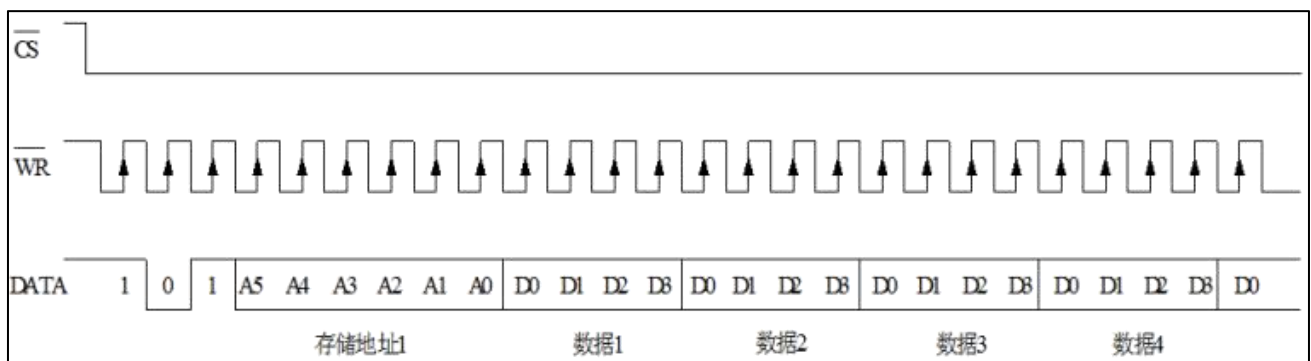 CS
WR
DATA 1 0 1 A5 A4 A3 A2 A1 A0 D0 D1 D2 D3 D0 D1 D2 D3 D0 D1 D2 D3 D0 D1 D2 D3 D0
存储地址1 数据1 数据2 数据3 数据4